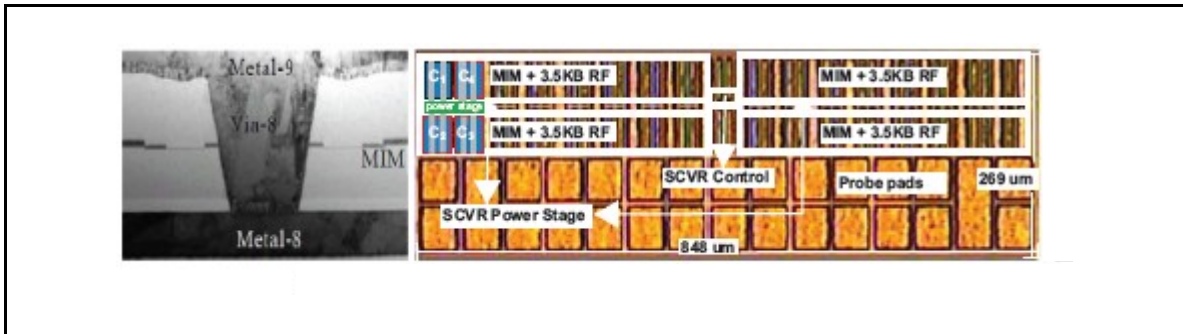 Metal-9
Via-8
MIM
Metal-8
C₁ C₄ MIM + 3.5KB RF MIM + 3.5KB RF
power stage
C₂ C₃ MIM + 3.5KB RF MIM + 3.5KB RF
SCVR Control Probe pads 269 um
SCVR Power Stage
848 um